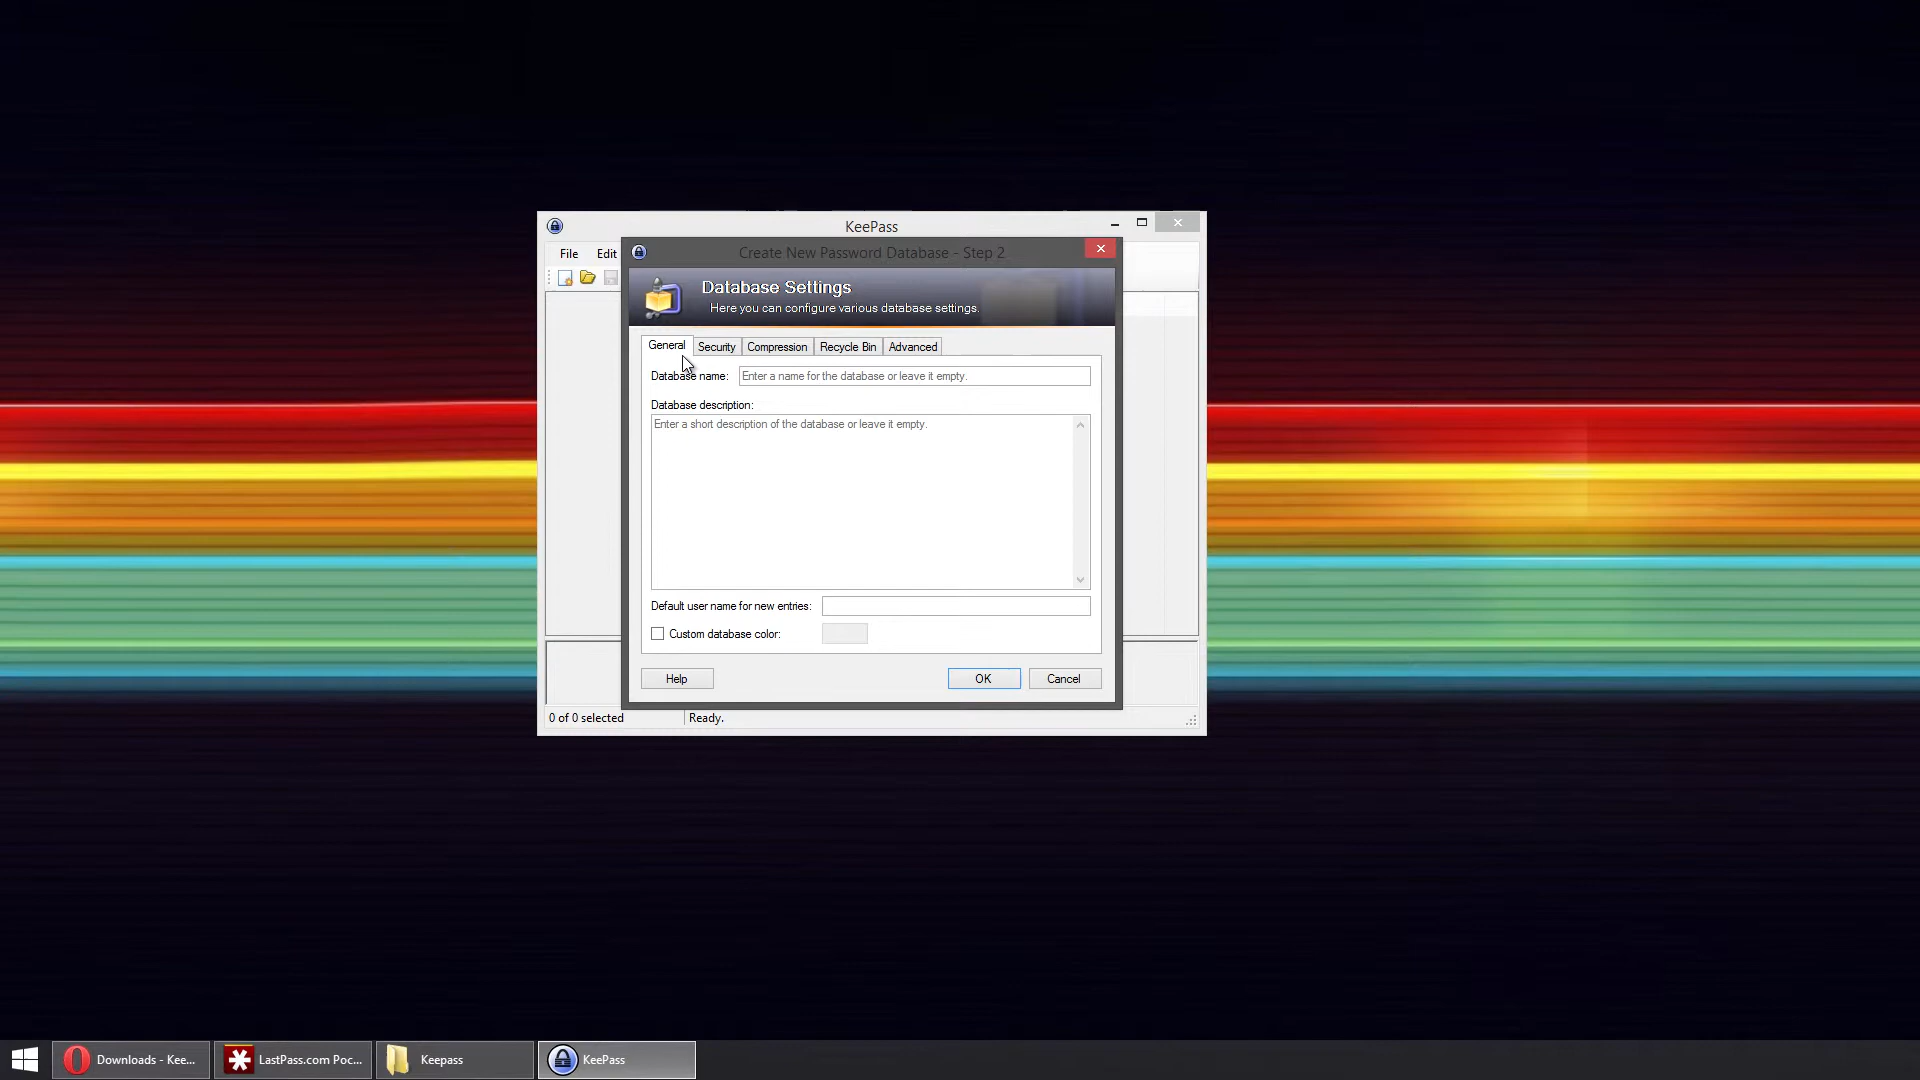 KeePass
File Edit
Create New Password Database - Step 2
Database Settings
Here you can configure various database settings.
General Security Compression Recycle Bin Advanced
Database name: Enter a name for the database or leave it empty.
Database description:
Enter a short description of the database or leave it empty.
Default user name for new entries:
Custom database color:
Help OK Cancel
0 of 0 selected Ready.
Downloads - Kee... LastPass.com Poc... Keepass KeePass